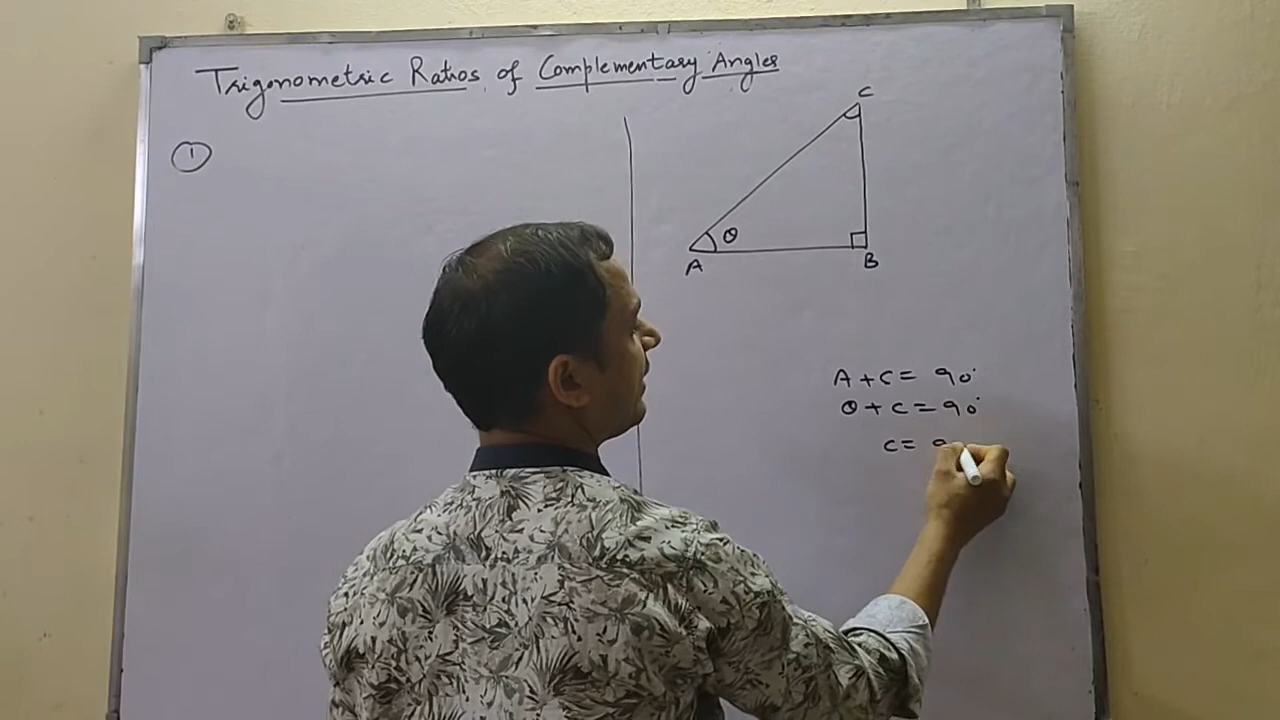 Trigonometric Ratios of Complementary Angles
①
C
θ
A
B
A + C = 90°
θ + C = 90°
C = 9